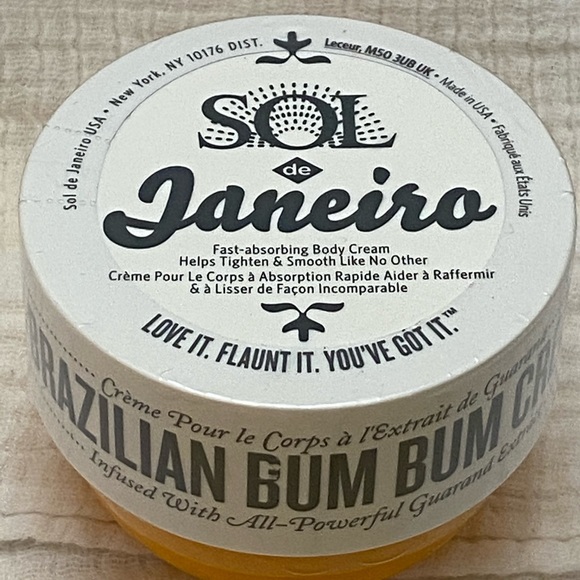 Sol de Janeiro USA • New York, NY 10176 DIST.
Leceur, M50 3UB UK • Made in USA • Fabriqué aux États Unis
SOL
de
Janeiro
Fast-absorbing Body Cream
Helps Tighten & Smooth Like No Other
Crème Pour Le Corps à Absorption Rapide Aider à Raffermir
& à Lisser de Façon Incomparable
LOVE IT. FLAUNT IT. YOU'VE GOT IT.™
Crème Pour le Corps à l'Extrait de Guarana
BRAZILIAN BUM BUM
Infused With All-Powerful Guaraná Extract